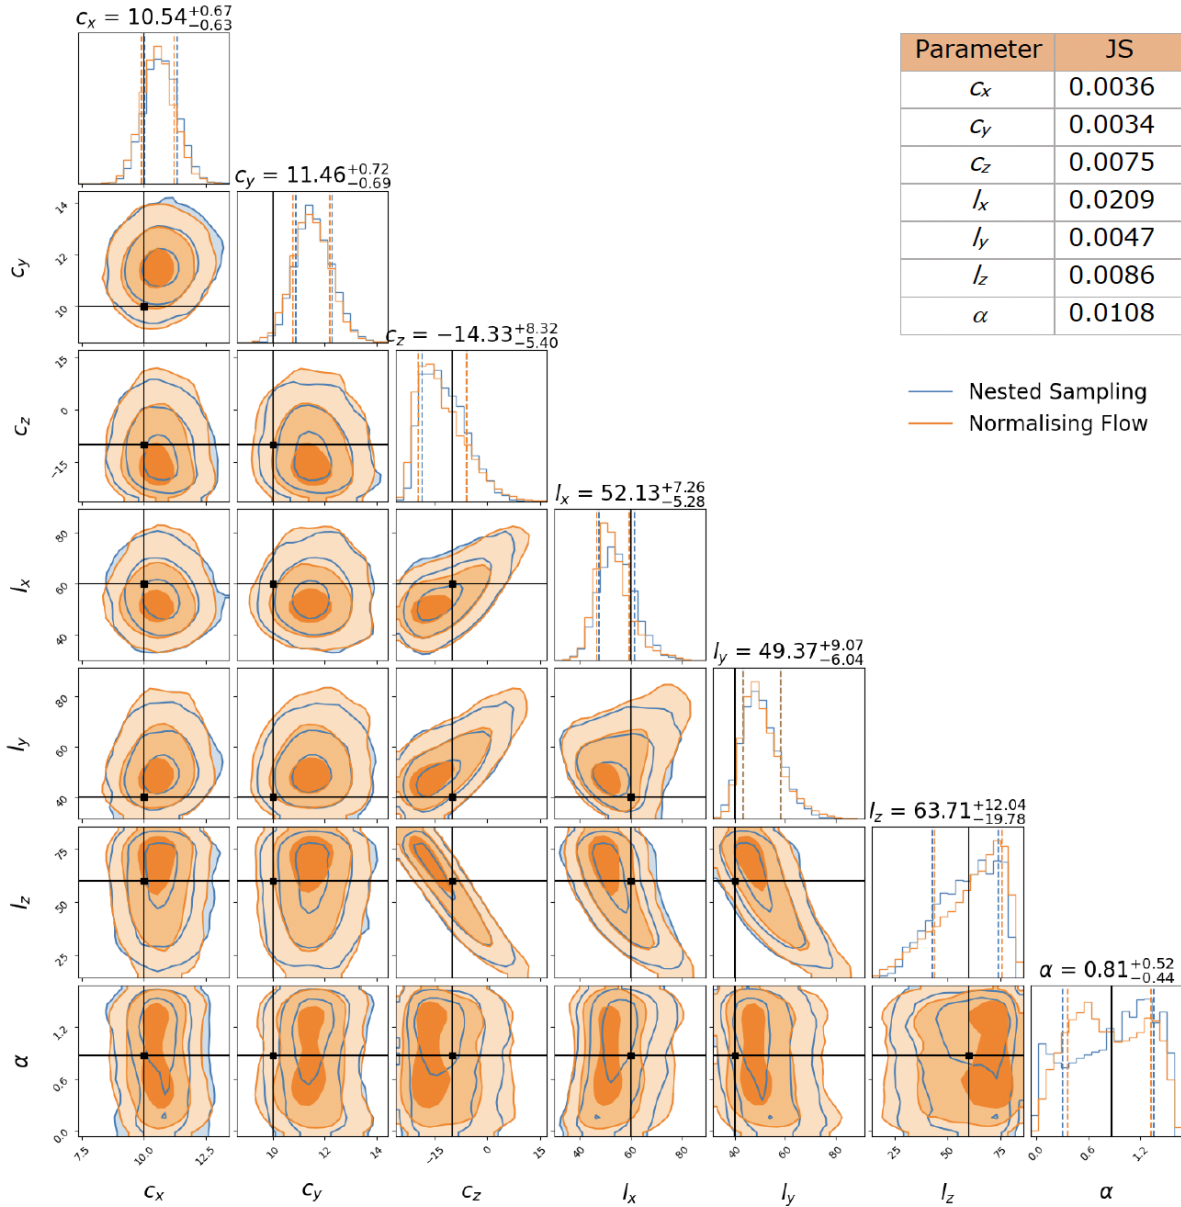 c_x = 10.54^{+0.67}_{-0.63}
Parameter JS
c_x 0.0036
c_y 0.0034
c_z 0.0075
l_x 0.0209
l_y 0.0047
l_z 0.0086
α 0.0108
Nested Sampling
Normalising Flow
c_y = 11.46^{+0.72}_{-0.69}
c_y
14
12
10
c_z = −14.33^{+8.32}_{-5.40}
c_z
15
0
−15
l_x = 52.13^{+7.26}_{-5.28}
l_x
80
60
40
l_y = 49.37^{+9.07}_{-6.04}
l_y
80
60
40
l_z = 63.71^{+12.04}_{-19.78}
l_z
75
50
25
α = 0.81^{+0.52}_{-0.44}
α
1.2
0.6
0.0
7.5 10.0 12.5 10 12 14 −15 0 15 40 60 80 40 60 80 25 50 75 0.0 0.6 1.2
c_x c_y c_z l_x l_y l_z α